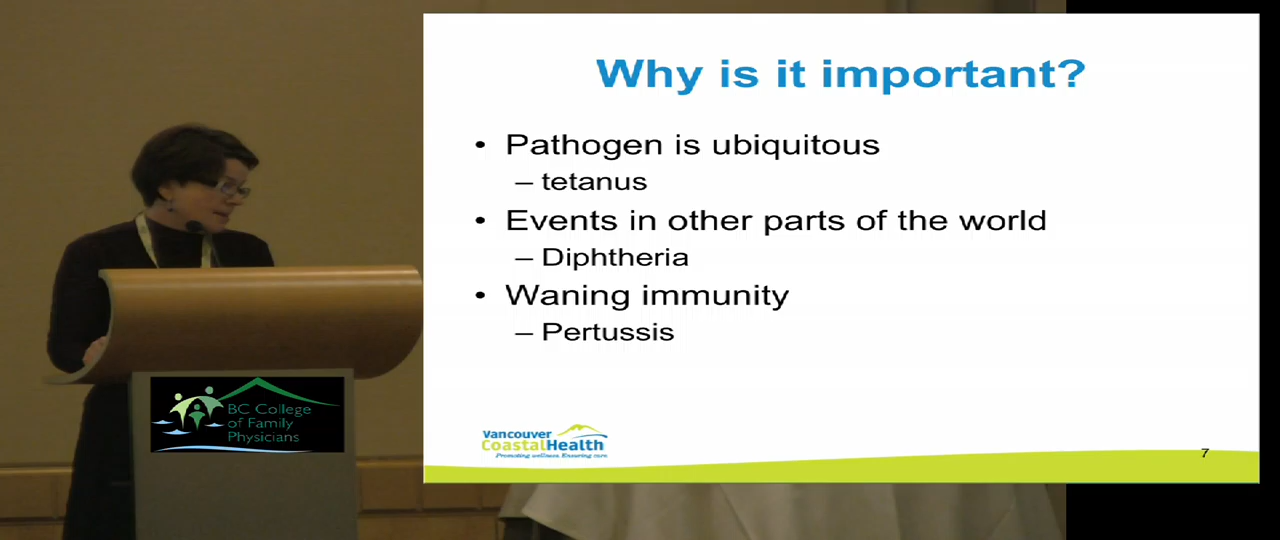 Why is it important?
• Pathogen is ubiquitous
– tetanus
• Events in other parts of the world
– Diphtheria
• Waning immunity
– Pertussis
Vancouver
CoastalHealth
Promoting wellness. Ensuring care.
7
BC College
of Family
Physicians